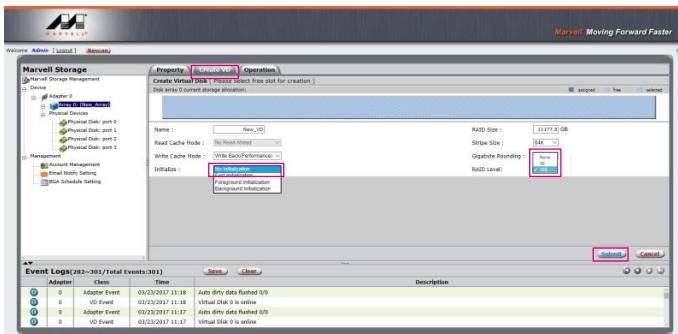 MARVELL
Marvell. Moving Forward Faster
Welcome Admin [ Logout ] Rescan
Marvell Storage
Marvell Storage Management
Device
Adapter 0
Array 0: [New_Array]
Physical Devices
Physical Disk: port 0
Physical Disk: port 1
Physical Disk: port 2
Physical Disk: port 3
Management
Account Management
Email Notify Setting
BGA Schedule Setting
Property Create VD Operation
Create Virtual Disk [ Please select free slot for creation ]
Disk array 0 current storage allocation: assigned free selected
Name : New_VD RAID Size : 11177.8 GB
Read Cache Mode : No Read Ahead Stripe Size : 64K
Write Cache Mode : Write Back(Performance) Gigabyte Rounding : None
Initialize : No Initialization RAID Level:
Foreground Initialization
Background Initialization
Submit Cancel
Event Logs(282~301/Total Events:301) Save Clear
Adapter Class Time Description
0 Adapter Event 03/23/2017 11:18 Auto dirty data flushed 0/0
0 VD Event 03/23/2017 11:18 Virtual Disk 0 is online
0 Adapter Event 03/23/2017 11:17 Auto dirty data flushed 0/0
0 VD Event 03/23/2017 11:17 Virtual Disk 0 is online